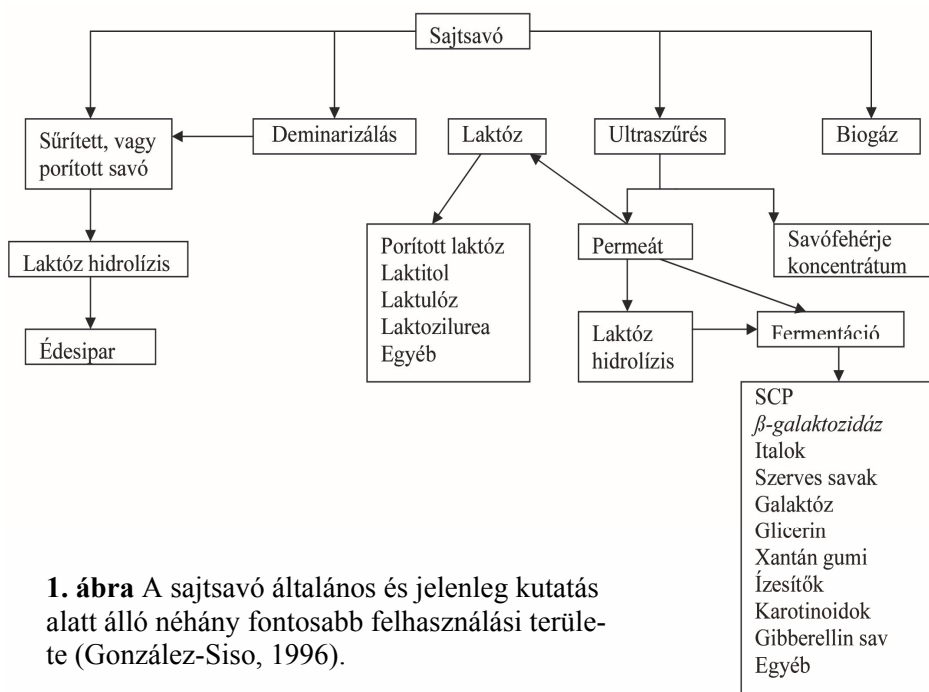 Sajtsavó
Sűrített, vagy
porított savó
Deminarizálás
Laktóz
Ultraszűrés
Biogáz
Laktóz hidrolízis
Porított laktóz
Laktitol
Laktulóz
Laktozilurea
Egyéb
Permeát
Savófehérje
koncentrátum
Édesipar
Laktóz
hidrolízis
Fermentáció
SCP
ß-galaktozidáz
Italok
Szerves savak
Galaktóz
Glicerin
Xantán gumi
Ízesítők
Karotinoidok
Gibberellin sav
Egyéb
1. ábra A sajtsavó általános és jelenleg kutatás
alatt álló néhány fontosabb felhasználási terüle-
te (González-Siso, 1996).